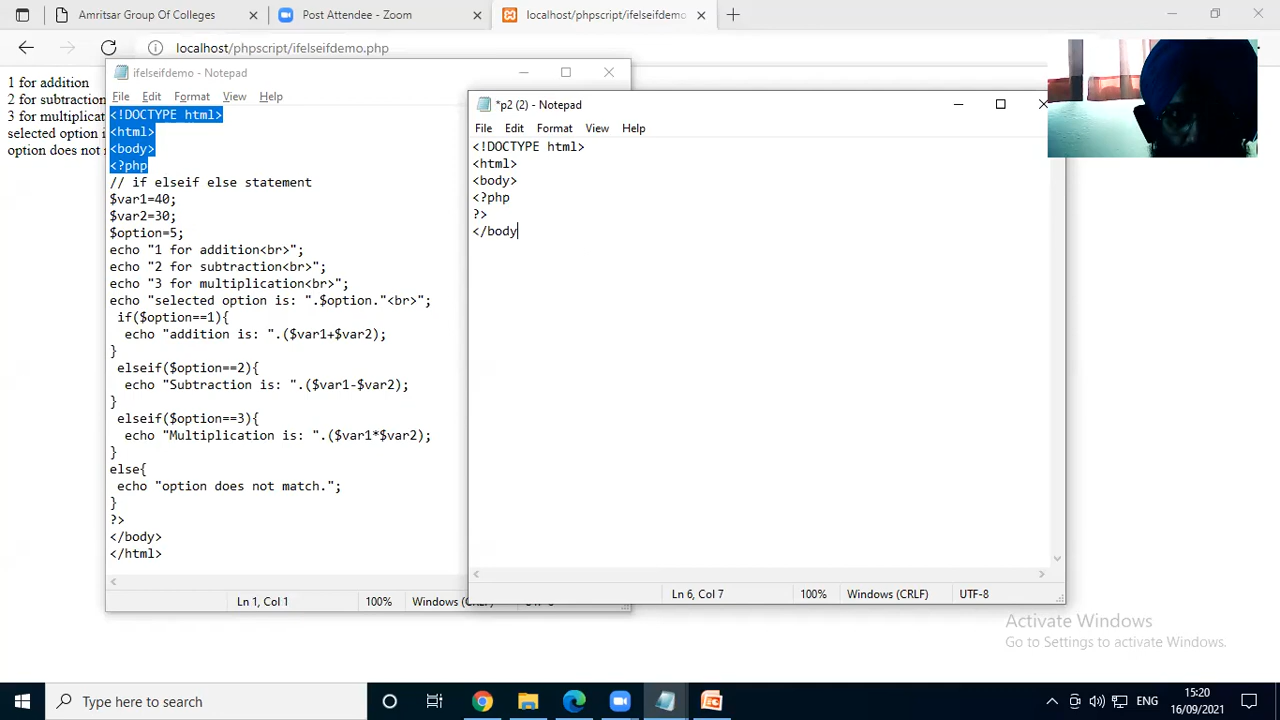 Amritsar Group Of Colleges
Post Attendee - Zoom
localhost/phpscript/ifelseifdemo
localhost/phpscript/ifelseifdemo.php
1 for addition
2 for subtraction
3 for multiplicat
selected option i
option does not
ifelseifdemo - Notepad
File Edit Format View Help
<!DOCTYPE html>
<html>
<body>
<?php
// if elseif else statement
$var1=40;
$var2=30;
$option=5;
echo "1 for addition<br>";
echo "2 for subtraction<br>";
echo "3 for multiplication<br>";
echo "selected option is: ".$option."<br>";
if($option==1){
echo "addition is: ".($var1+$var2);
}
elseif($option==2){
echo "Subtraction is: ".($var1-$var2);
}
elseif($option==3){
echo "Multiplication is: ".($var1*$var2);
}
else{
echo "option does not match.";
}
?>
</body>
</html>
Ln 1, Col 1 100% Windows (CRLF)
*p2 (2) - Notepad
File Edit Format View Help
<!DOCTYPE html>
<html>
<body>
<?php
?>
</body
Ln 6, Col 7 100% Windows (CRLF) UTF-8
Activate Windows
Go to Settings to activate Windows.
Type here to search
ENG
15:20
16/09/2021